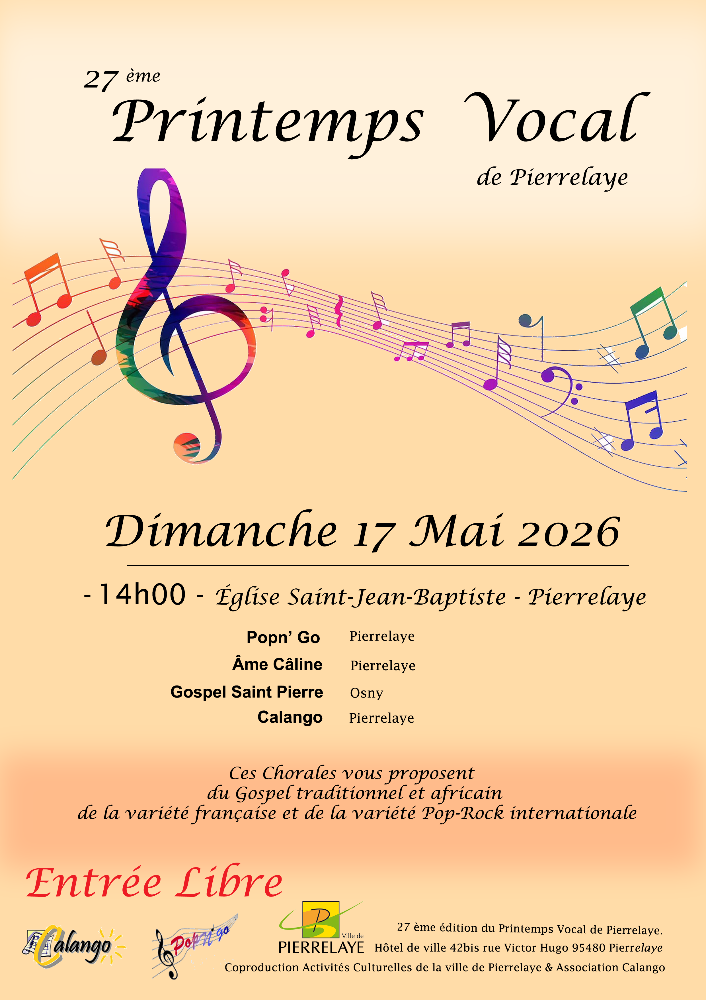 27 ème
Printemps Vocal
de Pierrelaye
Dimanche 17 Mai 2026
- 14h00 - Église Saint-Jean-Baptiste - Pierrelaye
Popn’ Go Pierrelaye
Âme Câline Pierrelaye
Gospel Saint Pierre Osny
Calango Pierrelaye
Ces Chorales vous proposent
du Gospel traditionnel et africain
de la variété française et de la variété Pop-Rock internationale
Entrée Libre
Calango
Pop'N'go
P
Ville de
PIERRELAYE
27 ème édition du Printemps Vocal de Pierrelaye.
Hôtel de ville 42bis rue Victor Hugo 95480 Pierrelaye
Coproduction Activités Culturelles de la ville de Pierrelaye & Association Calango